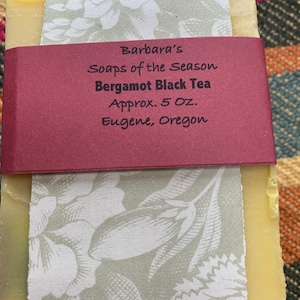 Barbara's
Soaps of the Season
Bergamot Black Tea
Approx. 5 Oz.
Eugene, Oregon